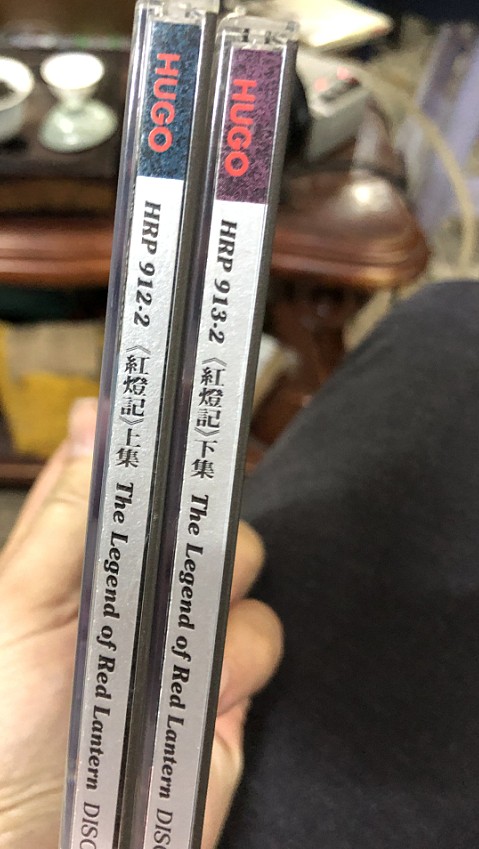 HUGO
HRP 912-2 《紅燈記》上集 The Legend of Red Lantern DISC
HUGO
HRP 913-2 《紅燈記》下集 The Legend of Red Lantern DISC